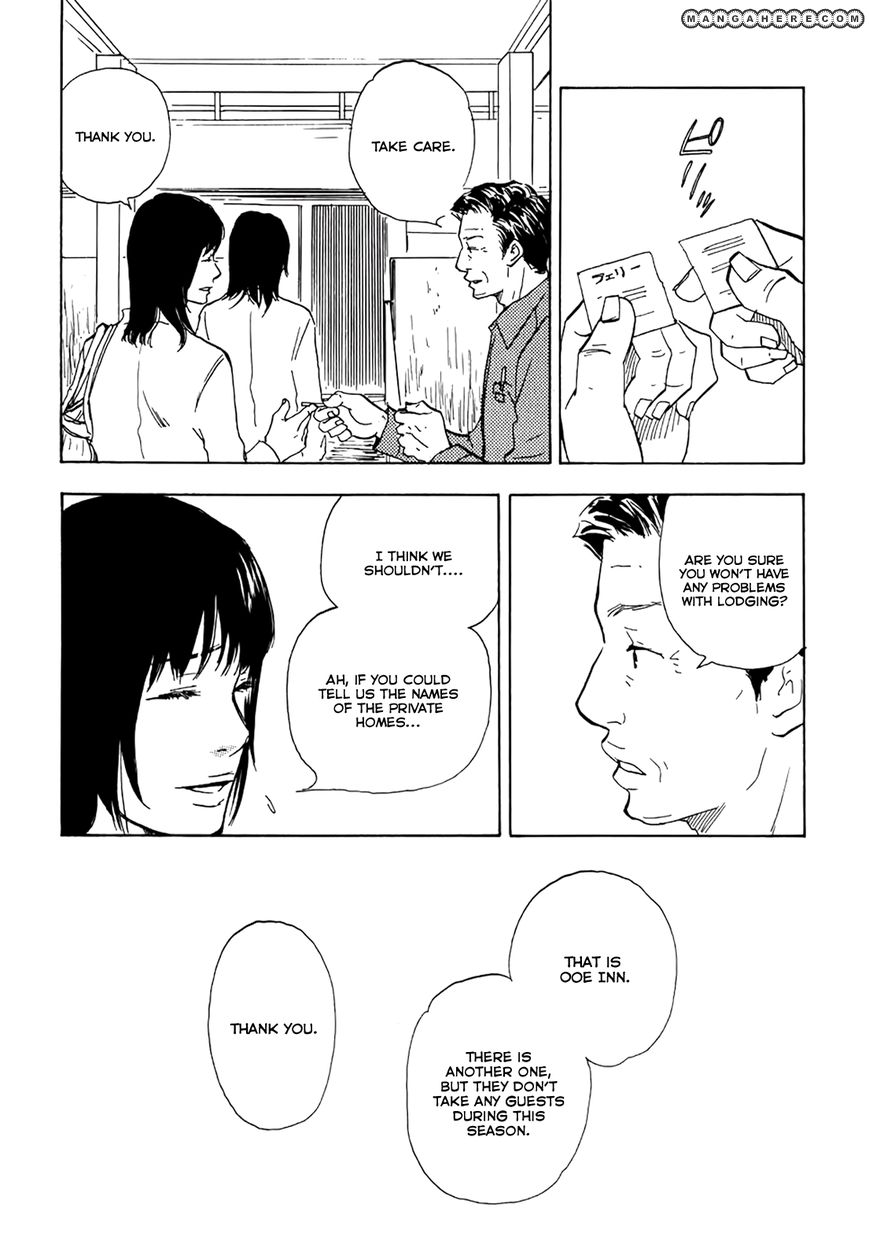 MANGAHERE.COM
ピッ
フェリー
TAKE CARE.
THANK YOU.
ARE YOU SURE
YOU WON'T HAVE
ANY PROBLEMS
WITH LODGING?
I THINK WE
SHOULDN'T....
AH, IF YOU COULD
TELL US THE NAMES
OF THE PRIVATE
HOMES...
THAT IS
OOE INN.
THERE IS
ANOTHER ONE,
BUT THEY DON'T
TAKE ANY GUESTS
DURING THIS
SEASON.
THANK YOU.